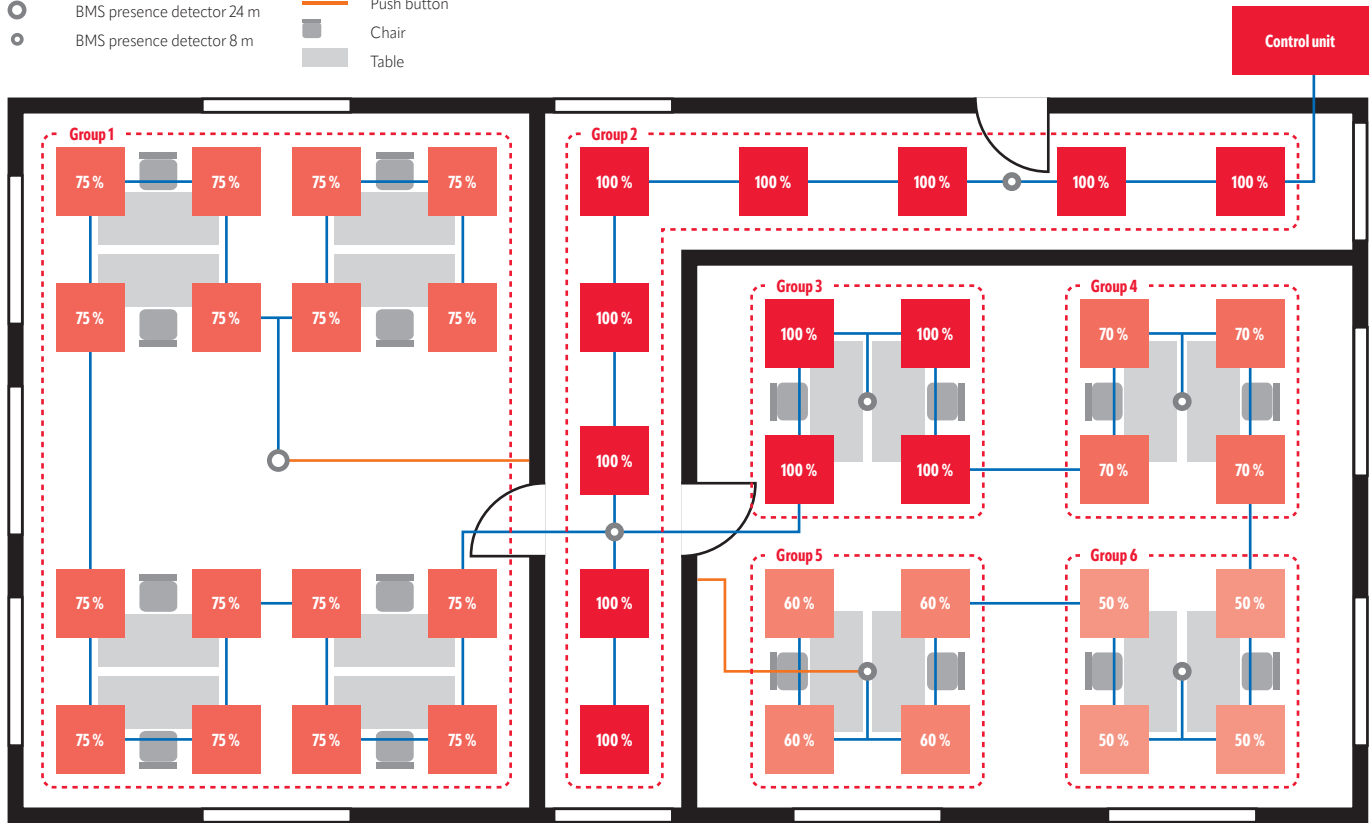 BMS presence detector 24 m
BMS presence detector 8 m
Push button
Chair
Table
Control unit
Group 1
75 % 75 % 75 % 75 %
75 % 75 % 75 % 75 %
75 % 75 % 75 % 75 %
75 % 75 % 75 % 75 %
Group 2
100 % 100 % 100 % 100 % 100 %
100 %
100 %
100 %
100 %
Group 3
100 % 100 %
100 % 100 %
Group 4
70 % 70 %
70 % 70 %
Group 5
60 % 60 %
60 % 60 %
Group 6
50 % 50 %
50 % 50 %